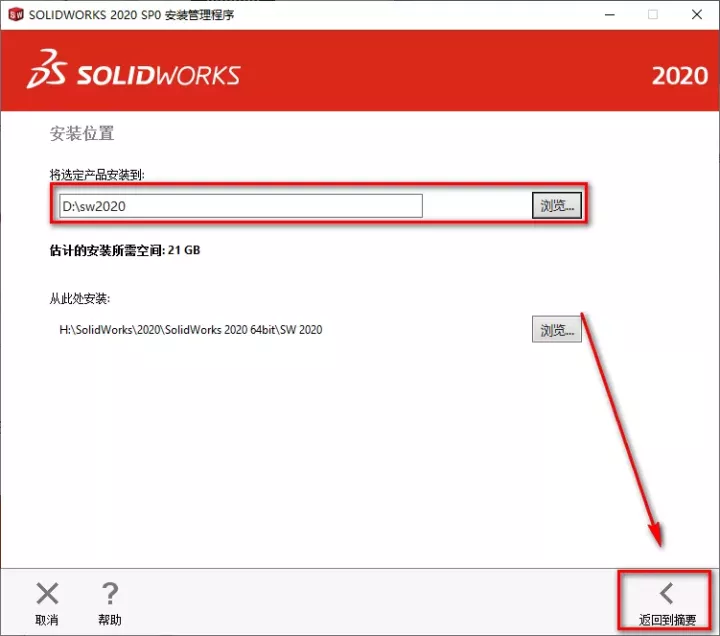 SOLIDWORKS 2020 SP0 安装管理程序
SOLIDWORKS
2020
安装位置
将选定产品安装到:
D:\sw2020
浏览...
估计的安装所需空间: 21 GB
从此处安装:
H:\SolidWorks\2020\SolidWorks 2020 64bit\SW 2020
浏览...
取消
帮助
返回到摘要